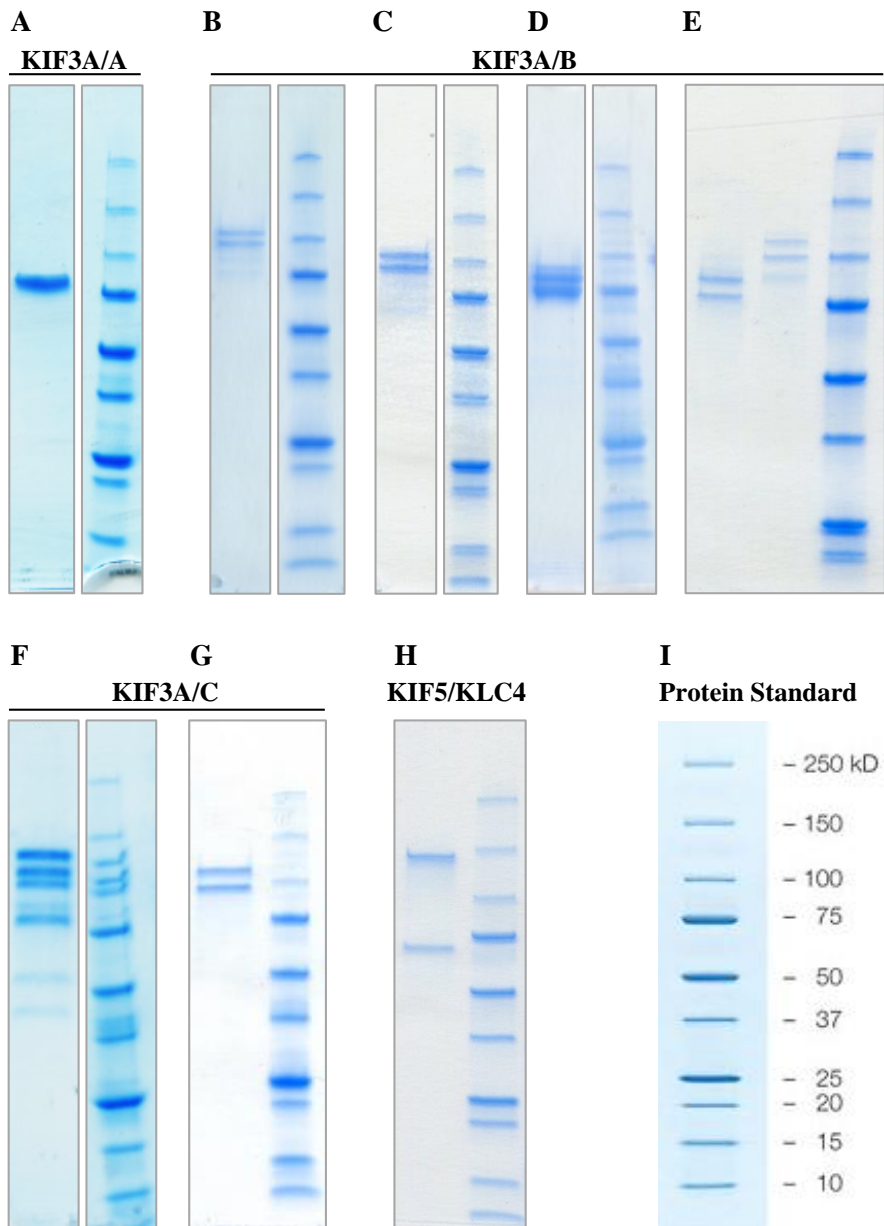 A B C D E
KIF3A/A KIF3A/B
F G H I
KIF3A/C KIF5/KLC4 Protein Standard
– 250 kD
– 150
– 100
– 75
– 50
– 37
– 25
– 20
– 15
– 10